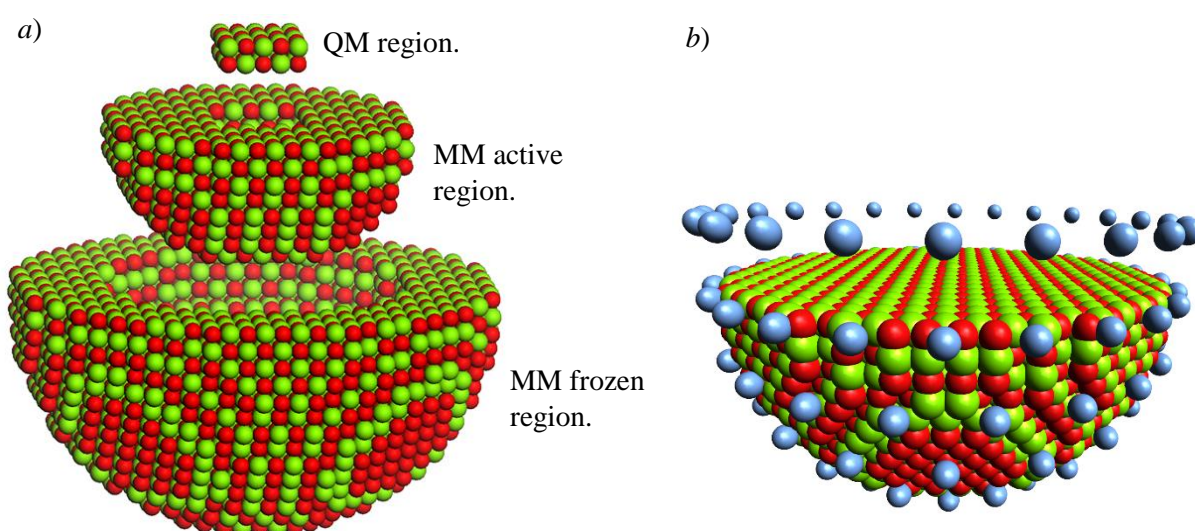 a)
QM region.
b)
MM active
region.
MM frozen
region.